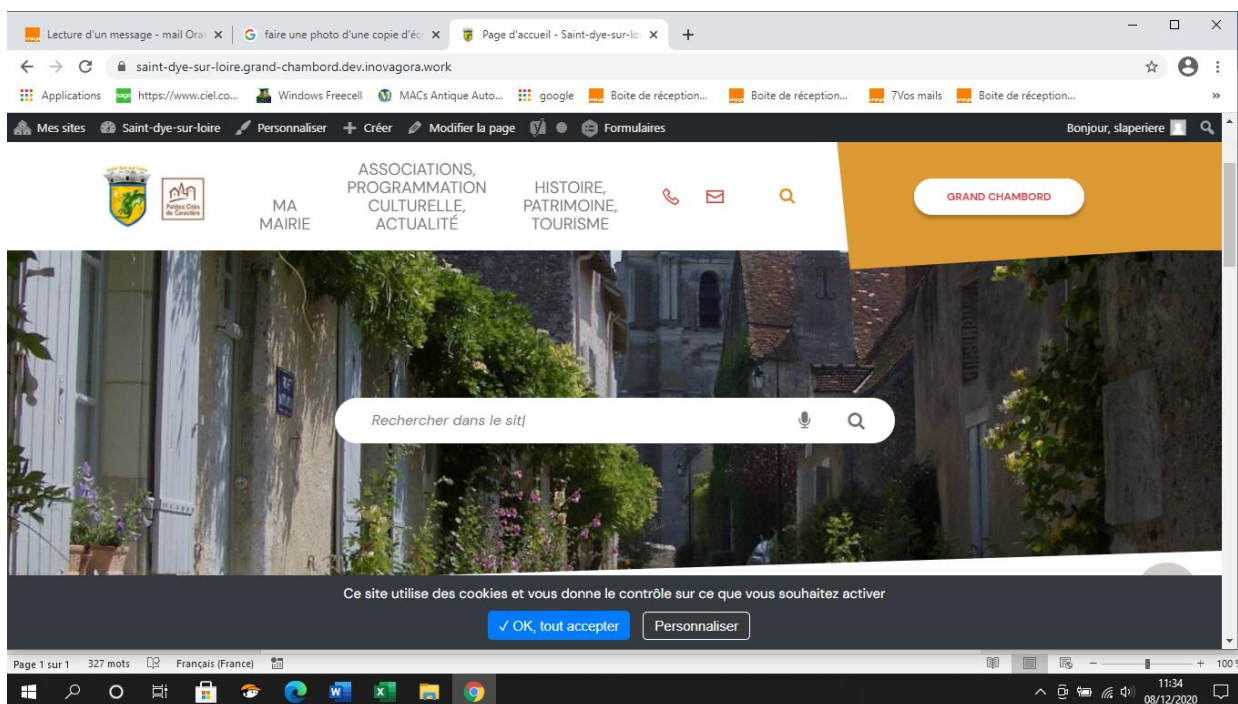 Lecture d'un message - mail Ora
faire une photo d'une copie d'éc
Page d'accueil - Saint-dye-sur-lo
saint-dye-sur-loire.grand-chambord.dev.inovagora.work
Applications
https://www.ciel.co...
Windows Freecell
MACs Antique Auto...
google
Boite de réception...
Boite de réception...
7Vos mails
Boite de réception...
»
Mes sites
Saint-dye-sur-loire
Personnaliser
+ Créer
Modifier la page
Formulaires
Bonjour, slaperiere
Petites Cités
de Caractère
MA
MAIRIE
ASSOCIATIONS,
PROGRAMMATION
CULTURELLE,
ACTUALITÉ
HISTOIRE,
PATRIMOINE,
TOURISME
GRAND CHAMBORD
Rechercher dans le sit|
Ce site utilise des cookies et vous donne le contrôle sur ce que vous souhaitez activer
✓ OK, tout accepter
Personnaliser
Page 1 sur 1
327 mots
Français (France)
100
11:34
08/12/2020